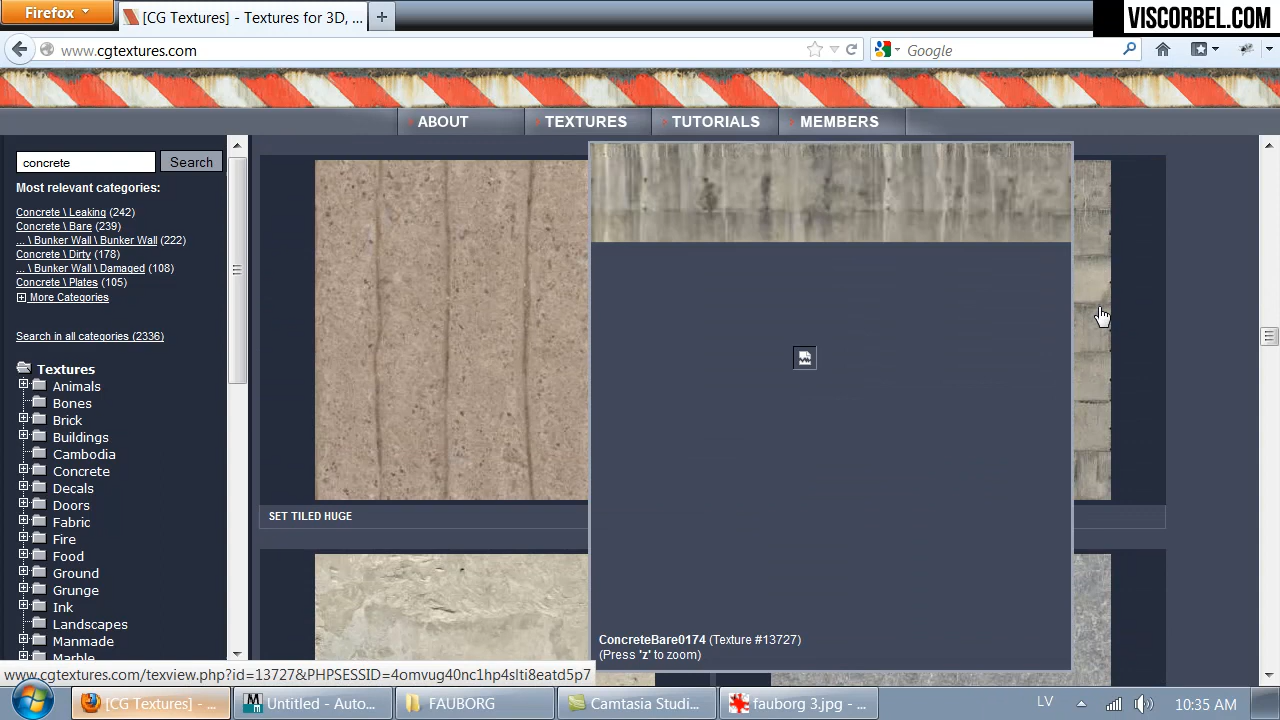 Firefox
[CG Textures] - Textures for 3D, ...
VISCORBEL.COM
www.cgtextures.com
Google
ABOUT
TEXTURES
TUTORIALS
MEMBERS
concrete
Search
Most relevant categories:
Concrete \ Leaking (242)
Concrete \ Bare (239)
... \ Bunker Wall \ Bunker Wall (222)
Concrete \ Dirty (178)
... \ Bunker Wall \ Damaged (108)
Concrete \ Plates (105)
More Categories
Search in all categories (2336)
Textures
Animals
Bones
Brick
Buildings
Cambodia
Concrete
Decals
Doors
Fabric
Fire
Food
Ground
Grunge
Ink
Landscapes
Manmade
Marble
SET TILED HUGE
ConcreteBare0174 (Texture #13727)
(Press 'z' to zoom)
www.cgtextures.com/texview.php?id=13727&PHPSESSID=4omvug40nc1hp4slti8eatd5p7
[CG Textures] - ...
Untitled - Auto...
FAUBORG
Camtasia Studi...
fauborg 3.jpg - ...
LV
10:35 AM